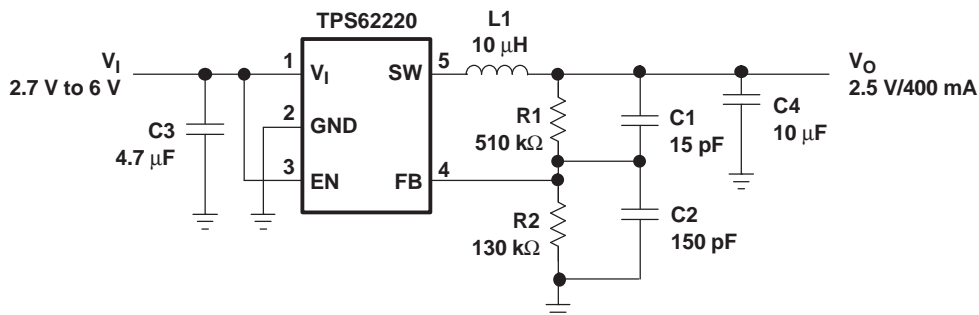 TPS62220
V_I
2.7 V to 6 V
1
V_I
SW
5
L1
10 μH
V_O
2.5 V/400 mA
C3
4.7 μF
2
GND
R1
510 kΩ
C1
15 pF
C4
10 μF
3
EN
FB
4
R2
130 kΩ
C2
150 pF